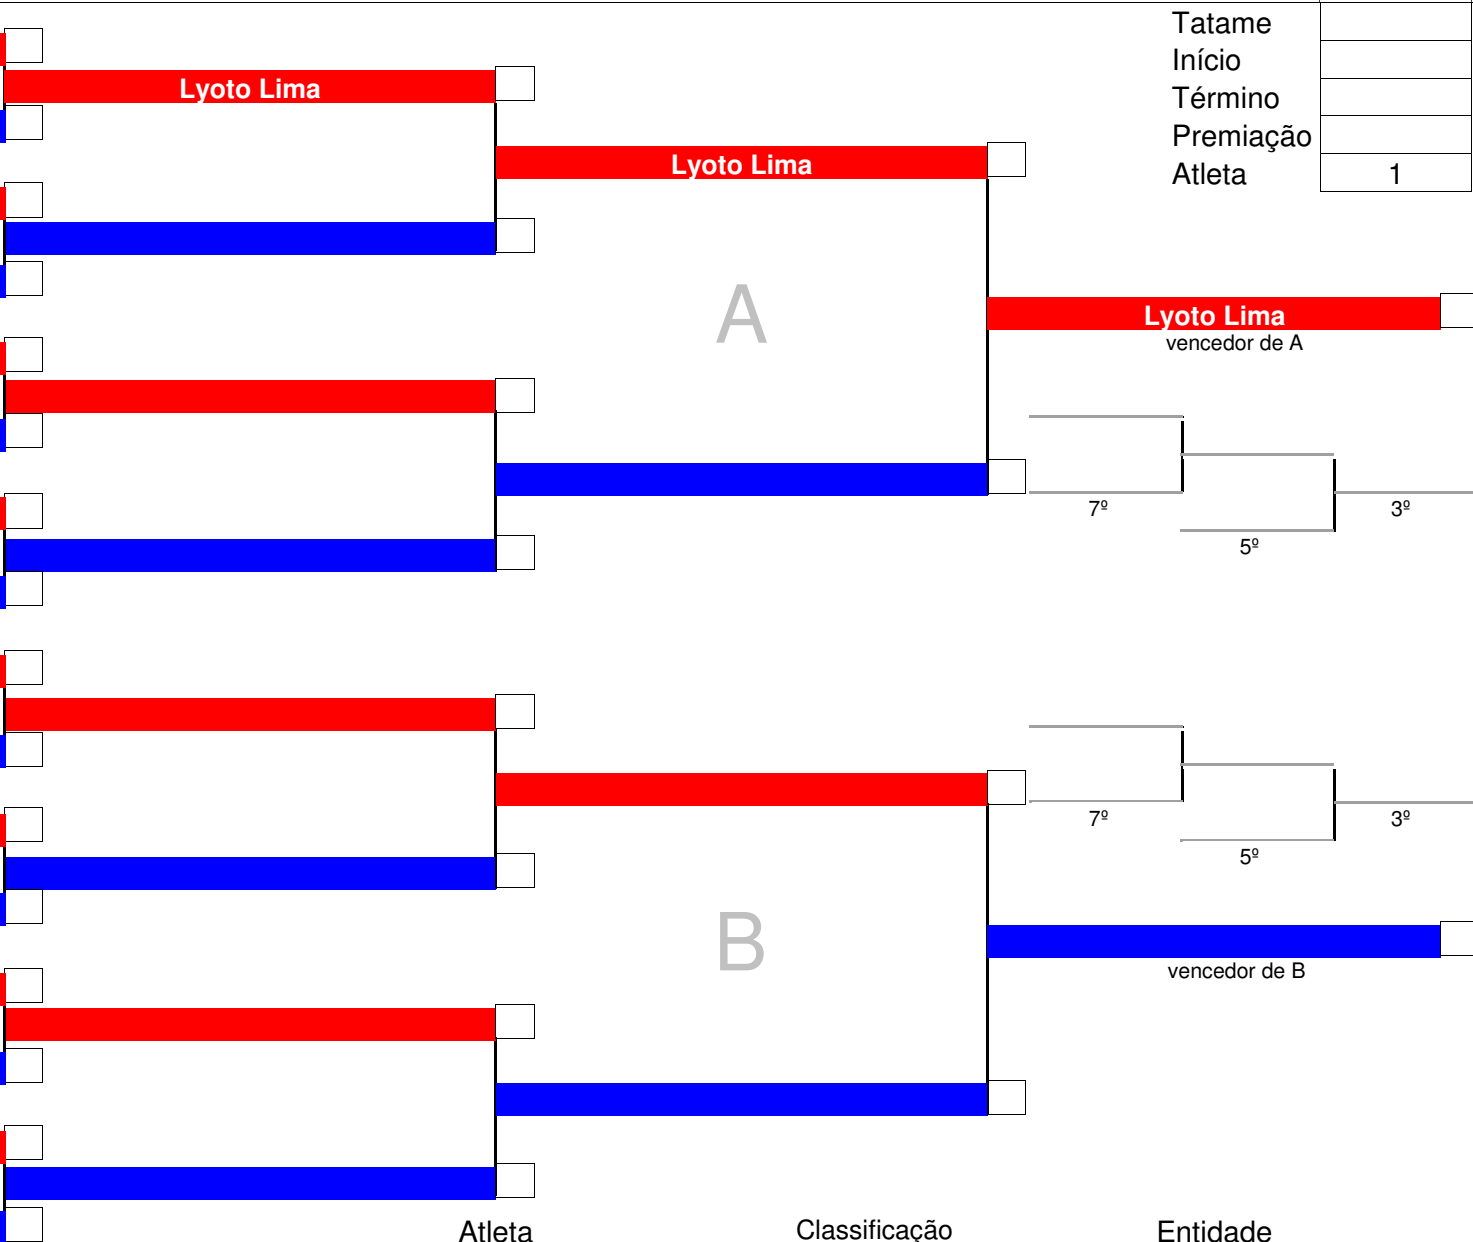 Tatame
Início
Término
Premiação
Atleta 1
Lyoto Lima
Lyoto Lima
A
Lyoto Lima
vencedor de A
7º
3º
5º
7º
3º
5º
B
vencedor de B
Atleta Classificação Entidade